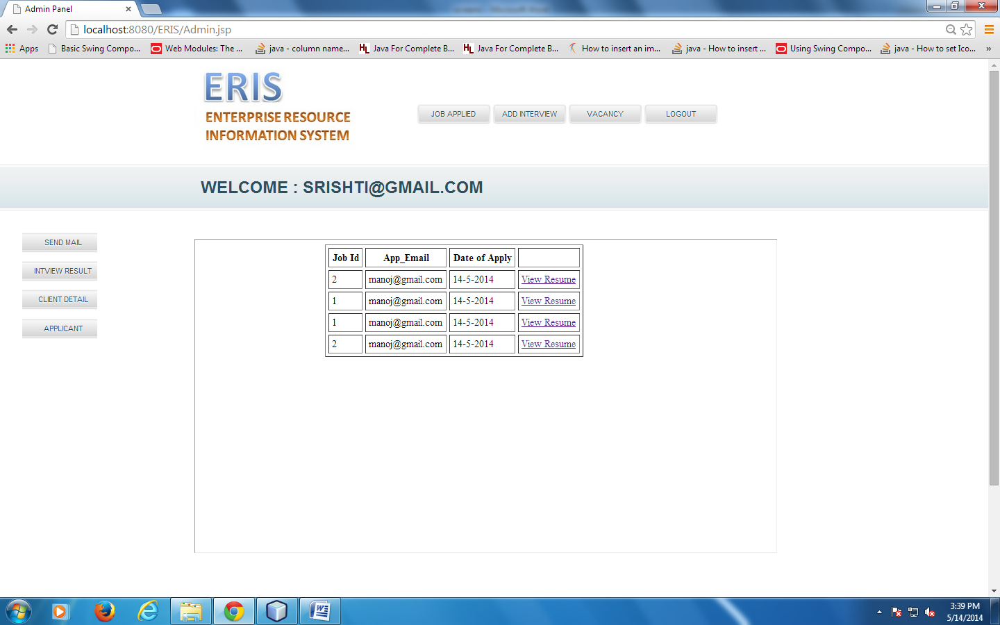 Admin Panel
localhost:8080/ERIS/Admin.jsp
Apps Basic Swing Compo... Web Modules: The ... java - column name... Java For Complete B... Java For Complete B... How to insert an im... java - How to insert ... Using Swing Compo... java - How to set Ico... »
ERIS
ENTERPRISE RESOURCE
INFORMATION SYSTEM
JOB APPLIED ADD INTERVIEW VACANCY LOGOUT
WELCOME : SRISHTI@GMAIL.COM
SEND MAIL
INTVIEW RESULT
CLIENT DETAIL
APPLICANT
Job Id App_Email Date of Apply
2 manoj@gmail.com 14-5-2014 View Resume
1 manoj@gmail.com 14-5-2014 View Resume
1 manoj@gmail.com 14-5-2014 View Resume
2 manoj@gmail.com 14-5-2014 View Resume
3:39 PM
5/14/2014